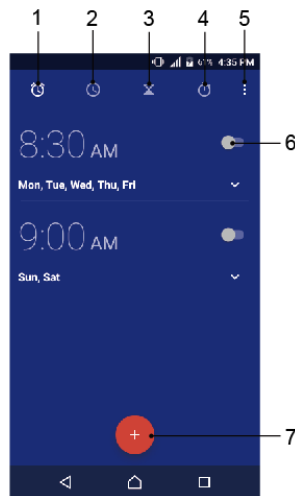 1 2 3 4 5
61% 4:35 PM
8:30 AM
6
Mon, Tue, Wed, Thu, Fri
9:00 AM
Sun, Sat
+
7